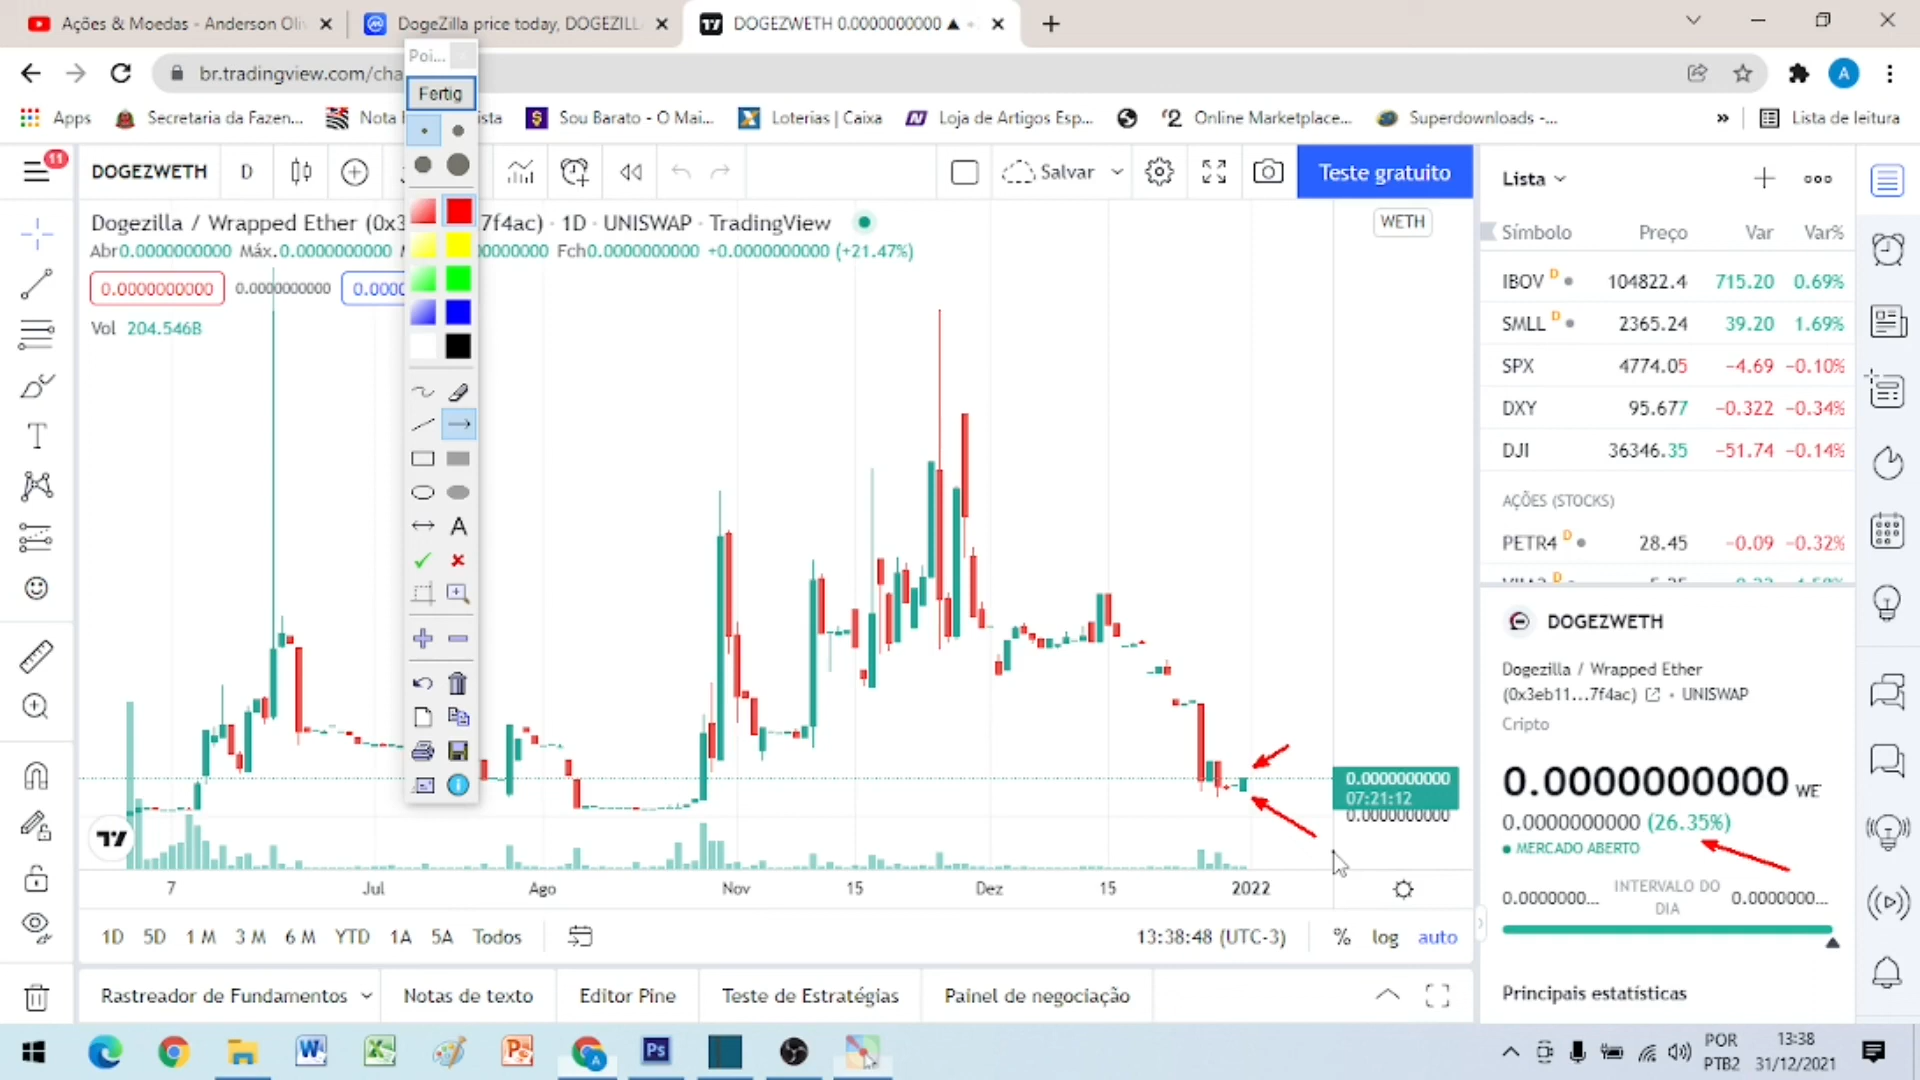 Ações & Moedas - Anderson Oli
DogeZilla price today, DOGEZILL
DOGEZWETH 0.0000000000 ▲ -
br.tradingview.com/cha
A
Apps
Secretaria da Fazen...
Nota
ista
Sou Barato - O Mai...
Loterias | Caixa
Loja de Artigos Esp...
Online Marketplace...
Superdownloads -...
»
Lista de leitura
Poi...
Fertig
A
11
DOGEZWETH
D
Salvar
Teste gratuito
Dogezilla / Wrapped Ether (0x3
7f4ac) · 1D · UNISWAP · TradingView
Abr0.0000000000 Máx.0.0000000000
0000000 Fch0.0000000000 +0.0000000000 (+21.47%)
0.0000000000
0.0000000000
0.0000
Vol 204.546B
WETH
0.0000000000
07:21:12
0.0000000000
7
Jul
Ago
Nov
15
Dez
15
2022
1D 5D 1 M 3 M 6 M YTD 1A 5A Todos
13:38:48 (UTC-3)
% log auto
Rastreador de Fundamentos
Notas de texto
Editor Pine
Teste de Estratégias
Painel de negociação
Lista
Símbolo Preço Var Var%
IBOV D 104822.4 715.20 0.69%
SMLL D 2365.24 39.20 1.69%
SPX 4774.05 −4.69 −0.10%
DXY 95.677 −0.322 −0.34%
DJI 36346.35 −51.74 −0.14%
AÇÕES (STOCKS)
PETR4 D 28.45 −0.09 −0.32%
DOGEZWETH
Dogezilla / Wrapped Ether
(0x3eb11...7f4ac) • UNISWAP
Cripto
0.0000000000 WE
0.0000000000 (26.35%)
MERCADO ABERTO
0.0000000...
INTERVALO DO
DIA
0.0000000...
Principais estatísticas
POR
PTB2
13:38
31/12/2021